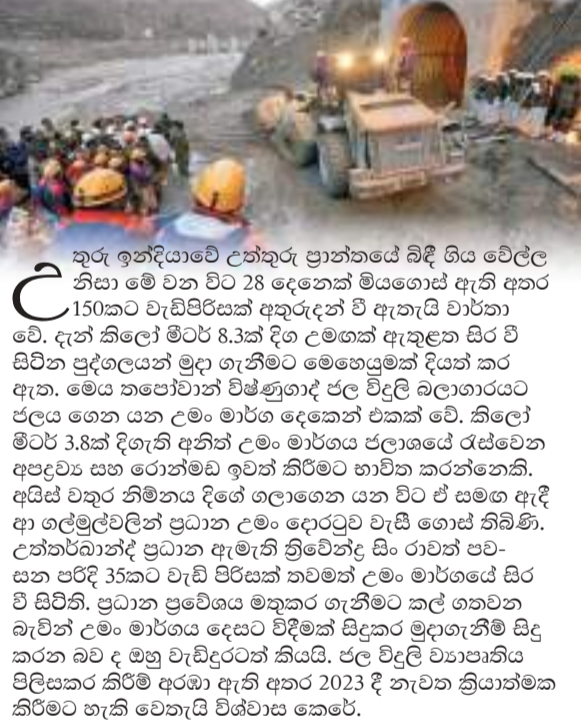 උතුරු ඉන්දියාවේ උත්තුරු ප්‍රාන්තයේ බිඳී ගිය වේල්ල
නිසා මේ වන විට 28 දෙනෙක් මියගොස් ඇති අතර
150කට වැඩිපිරිසක් අතුරුදන් වී ඇතැයි වාර්තා
වේ. දැන් කිලෝ මීටර් 8.3ක් දිග උමඟක් ඇතුළත සිර වී
සිටින පුද්ගලයන් මුදා ගැනීමට මෙහෙයුමක් දියත් කර
ඇත. මෙය තපෝවාන් විෂ්ණුගාද් ජල විදුලි බලාගාරයට
ජලය ගෙන යන උමං මාර්ග දෙකෙන් එකක් වේ. කිලෝ
මීටර් 3.8ක් දිගැති අනිත් උමං මාර්ගය ජලාශයේ රැස්වෙන
අපද්‍රව්‍ය සහ රොන්මඩ ඉවත් කිරීමට භාවිත කරන්නෙකි.
අයිස් වතුර නිම්නය දිගේ ගලාගෙන යන විට ඒ සමඟ ඇදී
ආ ගල්මුල්වලින් ප්‍රධාන උමං දොරටුව වැසී ගොස් තිබිණි.
උත්තර්ඛාන්ද් ප්‍රධාන ඇමැති ත්‍රිවේන්ද්‍ර සිං රාවත් පව-
සන පරිදි 35කට වැඩි පිරිසක් තවමත් උමං මාර්ගයේ සිර
වී සිටිති. ප්‍රධාන ප්‍රවේශය මතුකර ගැනීමට කල් ගතවන
බැවින් උමං මාර්ගය දෙසට විදීමක් සිදුකර මුදාගැනීම් සිදු
කරන බව ද ඔහු වැඩිදුරටත් කියයි. ජල විදුලි ව්‍යාපෘතිය
පිලිසකර කිරීම් අරඹා ඇති අතර 2023 දී නැවත ක්‍රියාත්මක
කිරීමට හැකි වෙතැයි විශ්වාස කෙරේ.